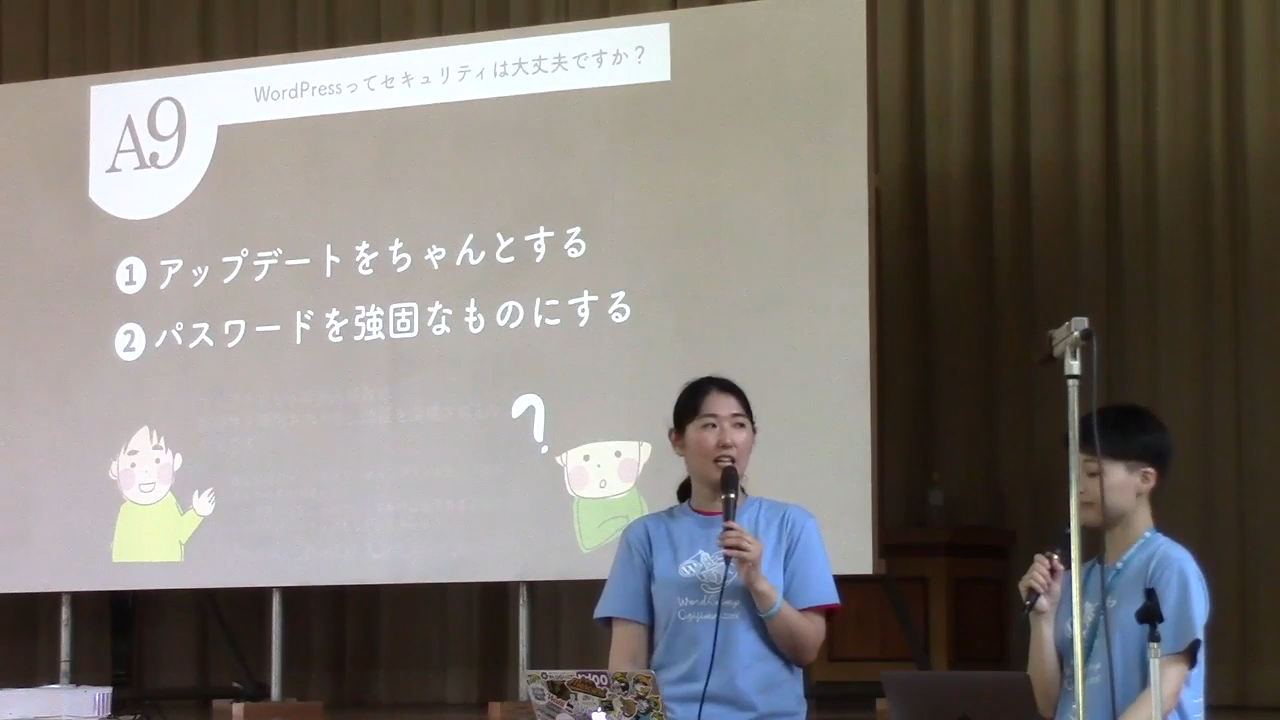 WordPressってセキュリティは大丈夫ですか？
A9
1 アップデートをちゃんとする
2 パスワードを強固なものにする
?
WordCamp